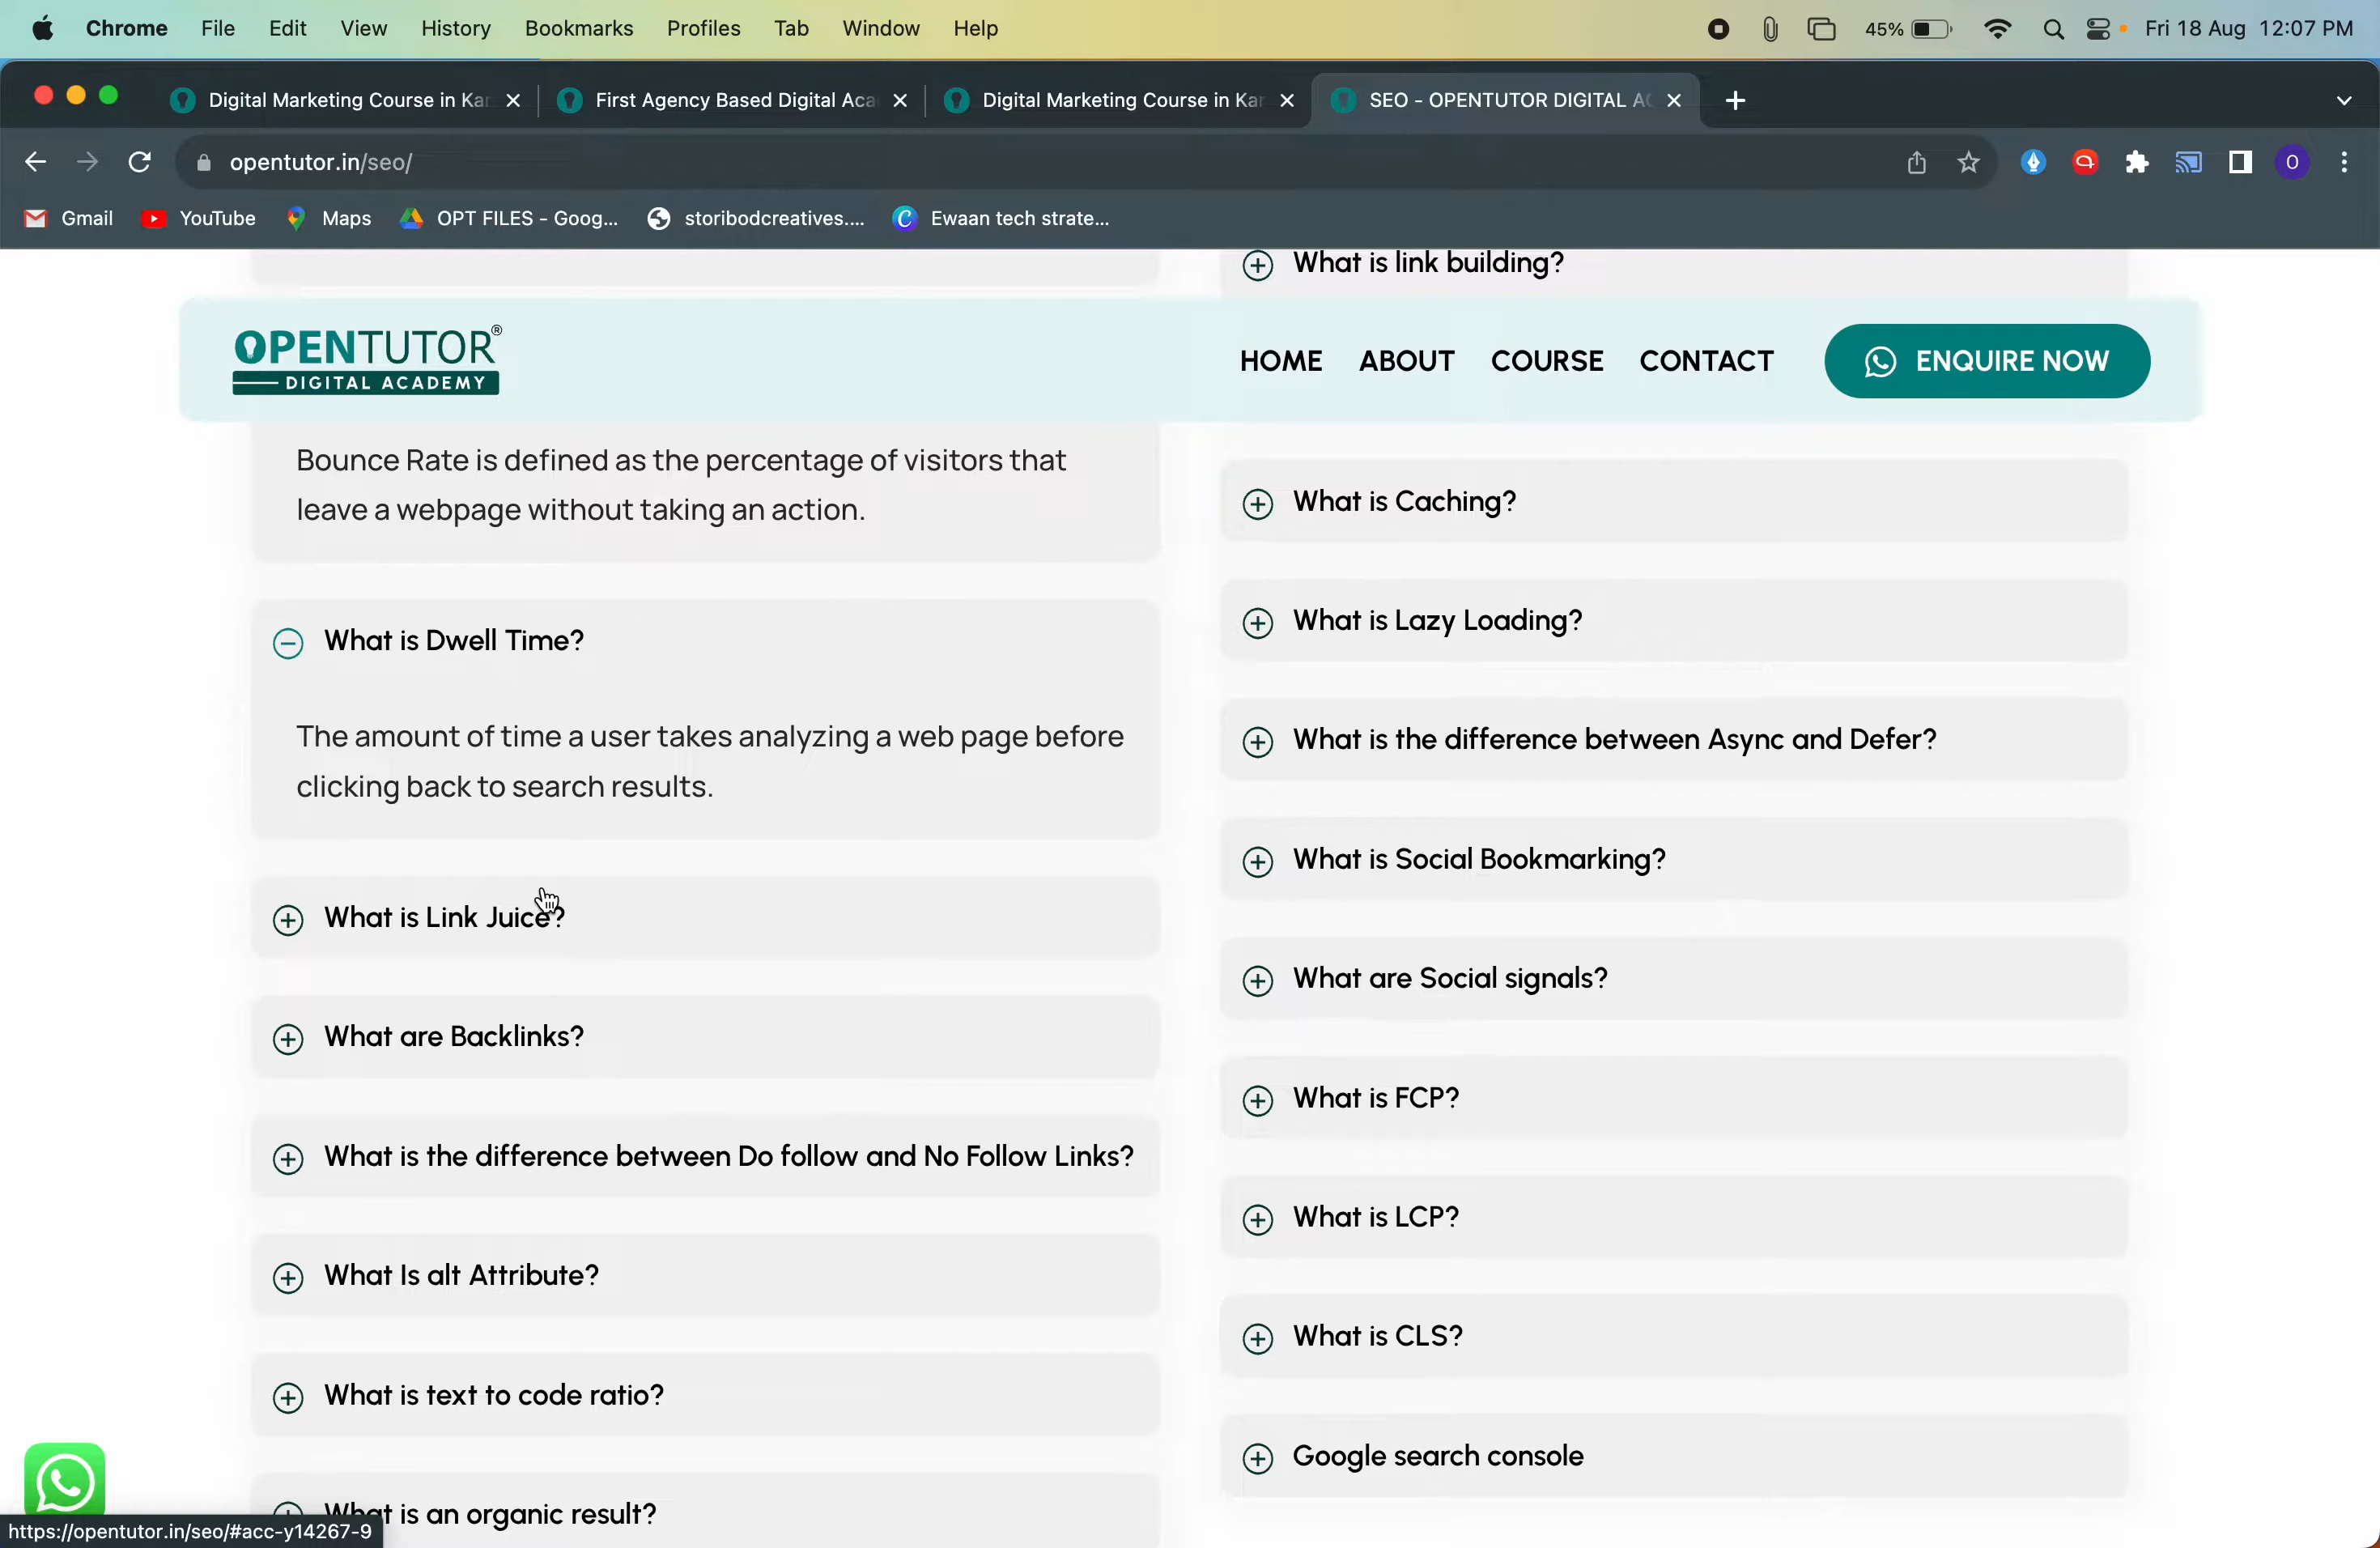 Chrome File Edit View History Bookmarks Profiles Tab Window Help 45% Fri 18 Aug 12:07 PM
Digital Marketing Course in Kar First Agency Based Digital Aca Digital Marketing Course in Kar SEO - OPENTUTOR DIGITAL AC
opentutor.in/seo/ O
Gmail YouTube Maps OPT FILES - Goog... storibodcreatives.... Ewaan tech strate...
What is link building?
OPENTUTOR®
DIGITAL ACADEMY
HOME ABOUT COURSE CONTACT ENQUIRE NOW
Bounce Rate is defined as the percentage of visitors that
leave a webpage without taking an action.
What is Dwell Time?
The amount of time a user takes analyzing a web page before
clicking back to search results.
What is Link Juice?
What are Backlinks?
What is the difference between Do follow and No Follow Links?
What Is alt Attribute?
What is text to code ratio?
What is an organic result?
What is Caching?
What is Lazy Loading?
What is the difference between Async and Defer?
What is Social Bookmarking?
What are Social signals?
What is FCP?
What is LCP?
What is CLS?
Google search console
https://opentutor.in/seo/#acc-y14267-9